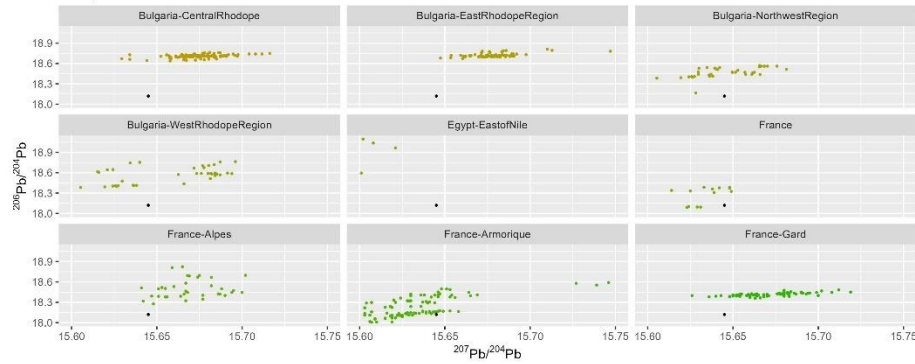 Bulgaria-CentralRhodope Bulgaria-EastRhodopeRegion Bulgaria-NorthwestRegion
18.9
18.6
18.3
18.0
Bulgaria-WestRhodopeRegion Egypt-EastofNile France
18.9
18.6
18.3
18.0
France-Alpes France-Armorique France-Gard
18.9
18.6
18.3
18.0
15.60 15.65 15.70 15.75 15.60 15.65 15.70 15.75 15.60 15.65 15.70 15.75
206Pb/204Pb
207Pb/204Pb